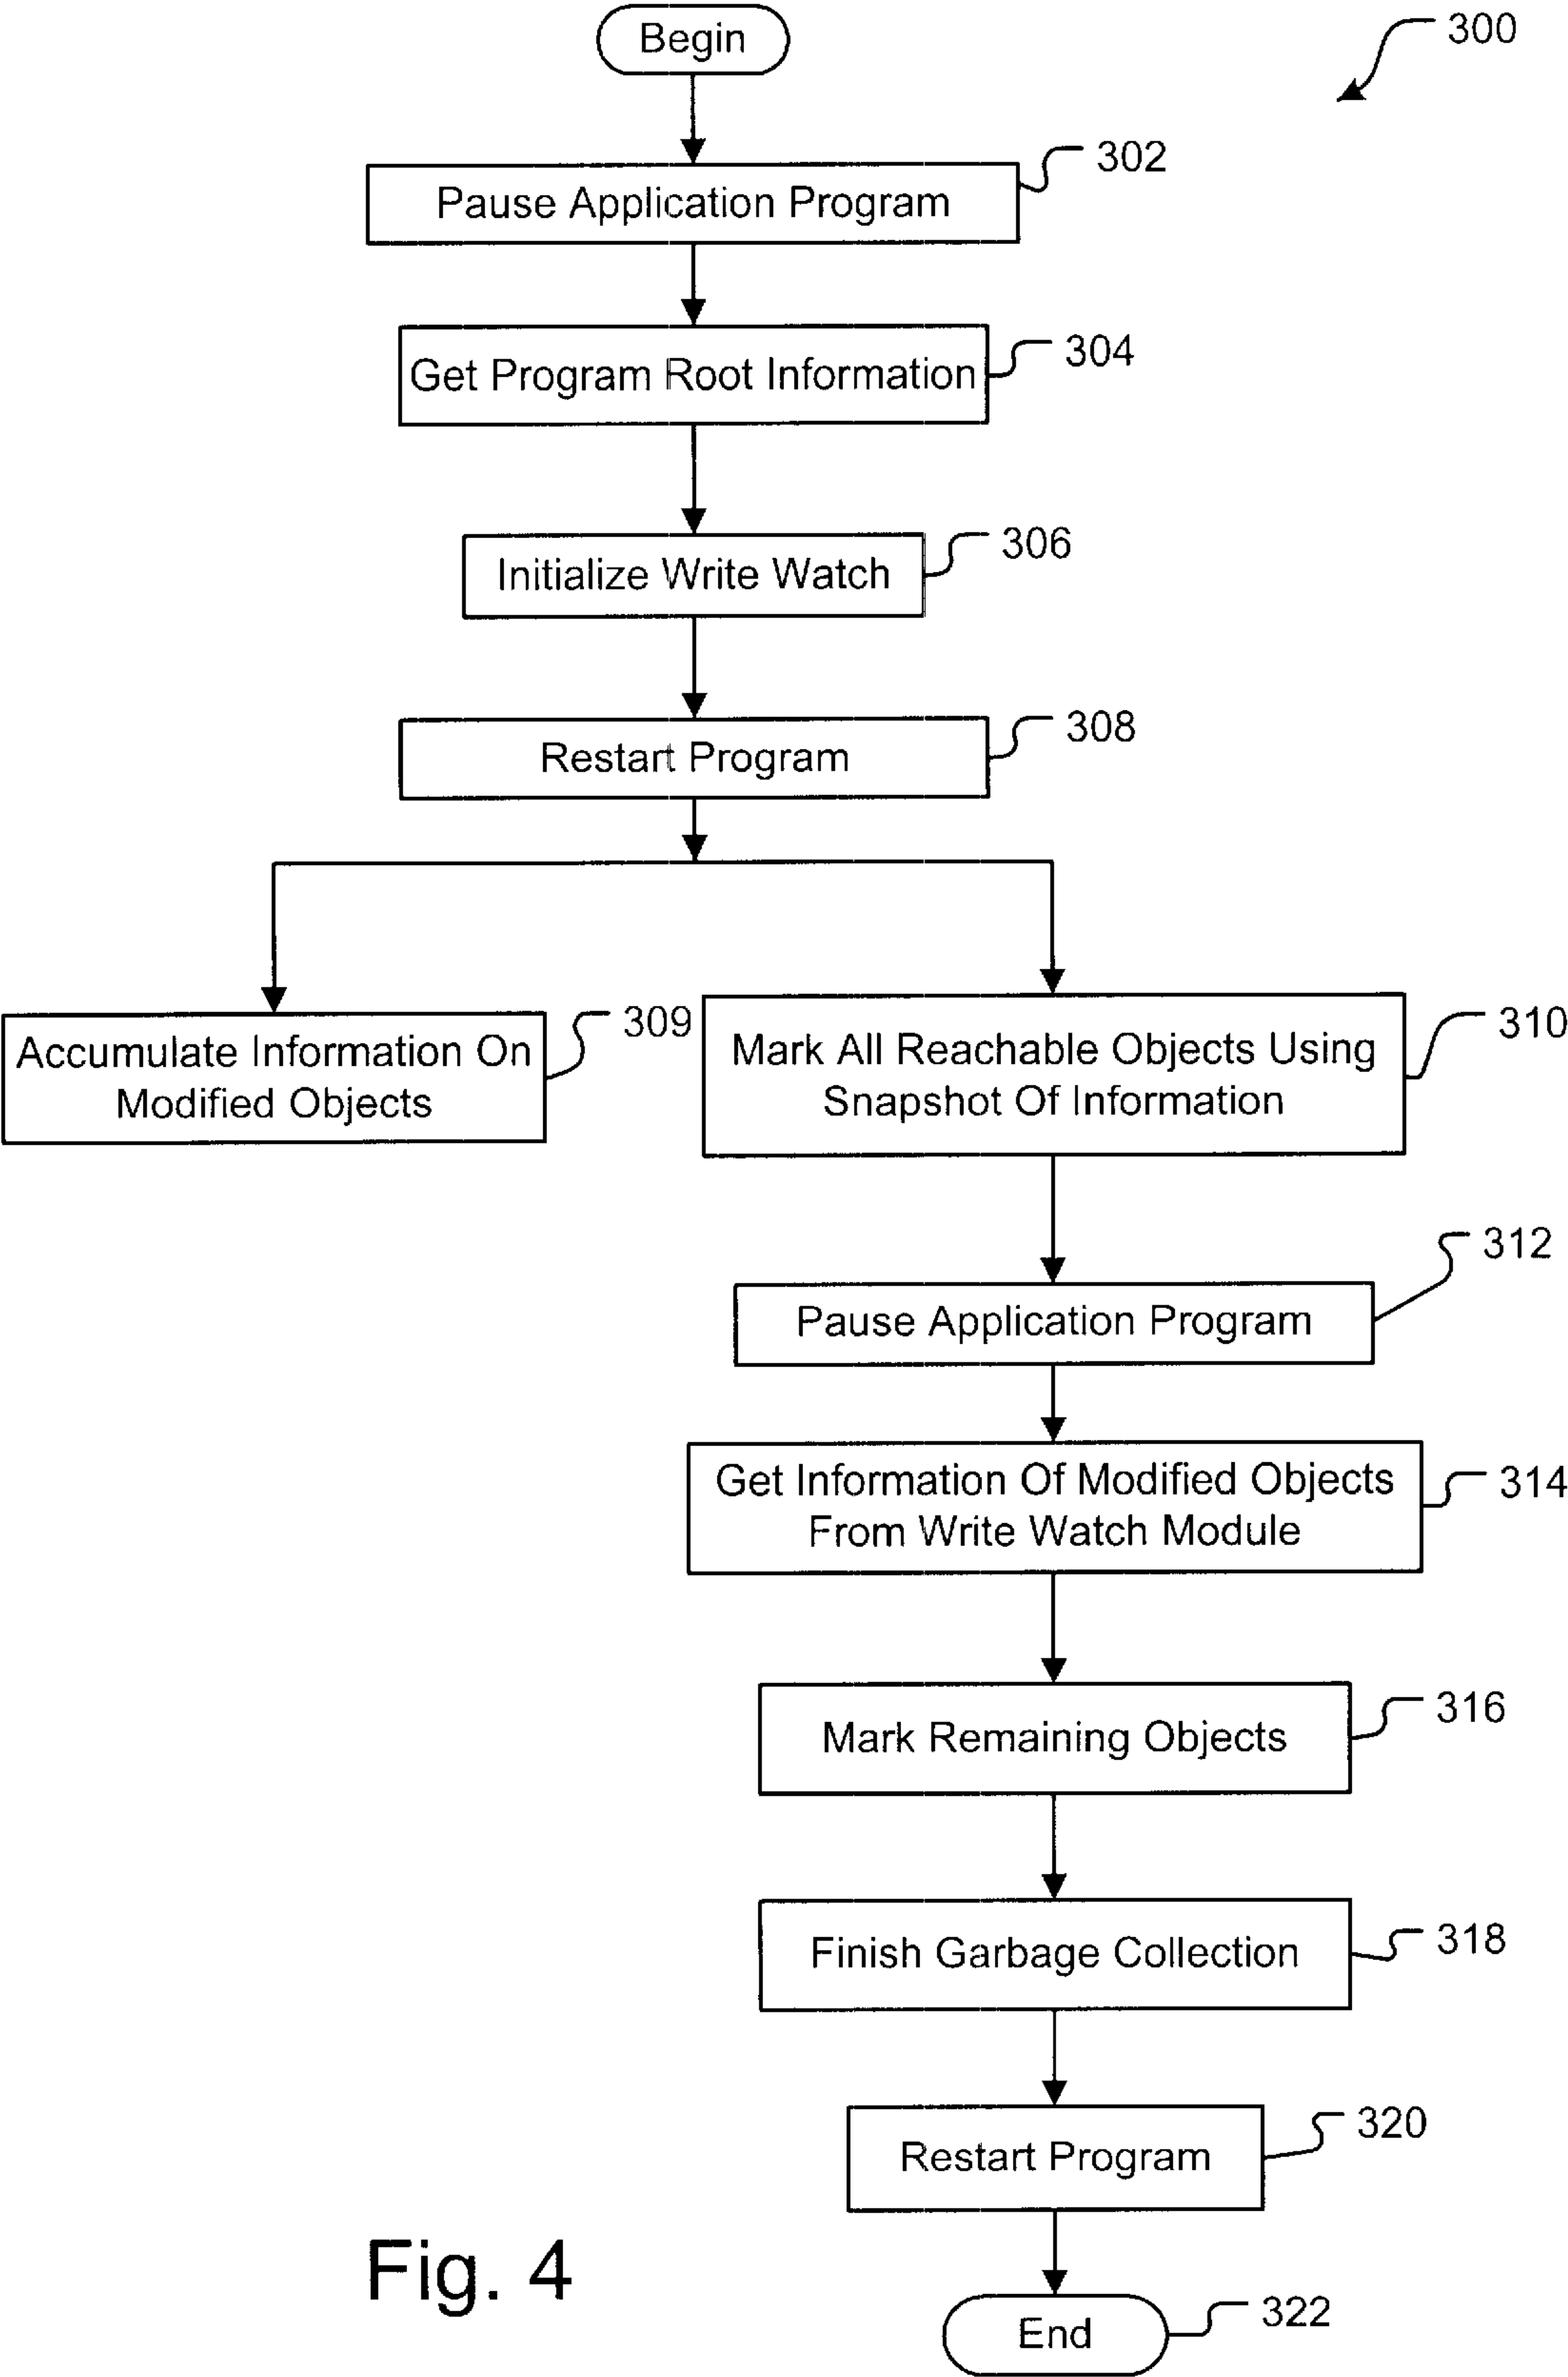 Begin
300
Pause Application Program
302
Get Program Root Information
304
Initialize Write Watch
306
Restart Program
308
Accumulate Information On
Modified Objects
309
Mark All Reachable Objects Using
Snapshot Of Information
310
Pause Application Program
312
Get Information Of Modified Objects
From Write Watch Module
314
Mark Remaining Objects
316
Finish Garbage Collection
318
Restart Program
320
End
322
Fig. 4